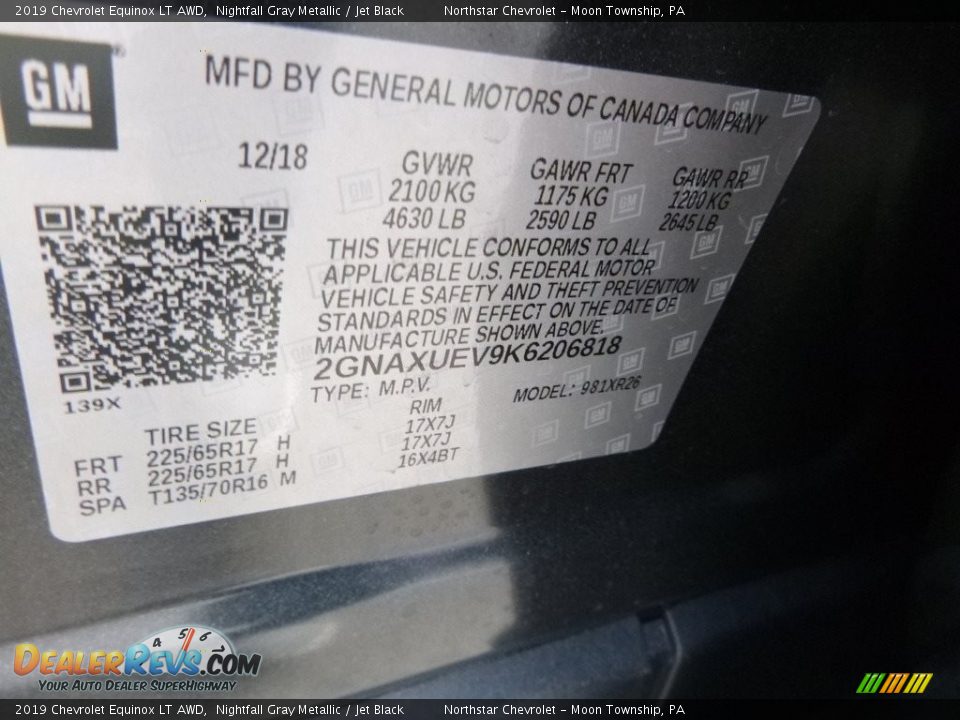 2019 Chevrolet Equinox LT AWD, Nightfall Gray Metallic / Jet Black Northstar Chevrolet – Moon Township, PA
GM
MFD BY GENERAL MOTORS OF CANADA COMPANY
12/18 GVWR GAWR FRT GAWR RR
2100 KG 1175 KG 1200 KG
4630 LB 2590 LB 2645 LB
THIS VEHICLE CONFORMS TO ALL
APPLICABLE U.S. FEDERAL MOTOR
VEHICLE SAFETY AND THEFT PREVENTION
STANDARDS IN EFFECT ON THE DATE OF
MANUFACTURE SHOWN ABOVE.
2GNAXUEV9K6206818
TYPE: M.P.V. MODEL: 981XR26
139X
TIRE SIZE RIM
FRT 225/65R17 H 17X7J
RR 225/65R17 H 17X7J
SPA T135/70R16 M 16X4BT
4 5 6
DealerRevs.com
Your Auto Dealer SuperHighway
2019 Chevrolet Equinox LT AWD, Nightfall Gray Metallic / Jet Black Northstar Chevrolet – Moon Township, PA